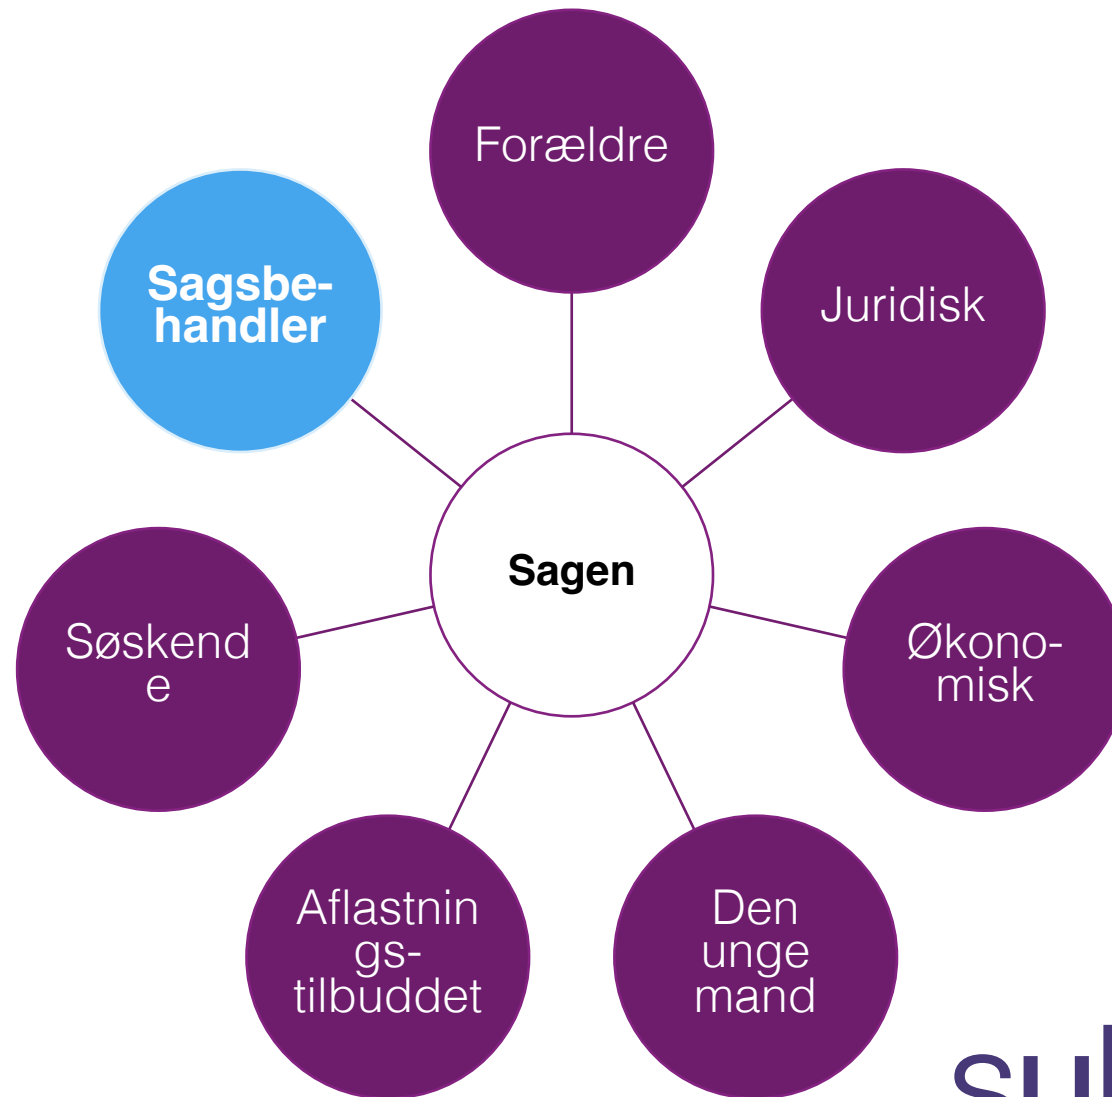 Forældre
Sagsbe-
handler
Juridisk
Sagen
Søskend
e
Økono-
misk
Aflastnin
gs-
tilbuddet
Den
unge
mand